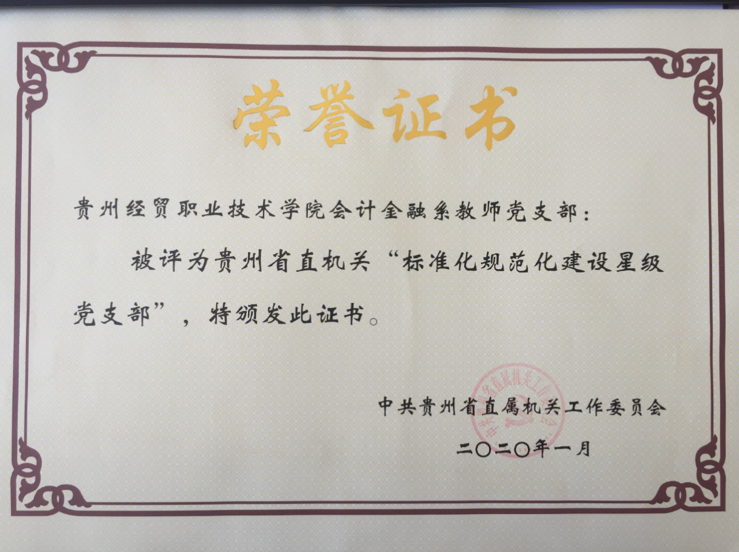 荣誉证书
贵州经贸职业技术学院会计金融系教师党支部：
被评为贵州省直机关“标准化规范化建设星级
党支部”，特颁发此证书。
中共贵州省直属机关工作委员会
二〇二〇年一月